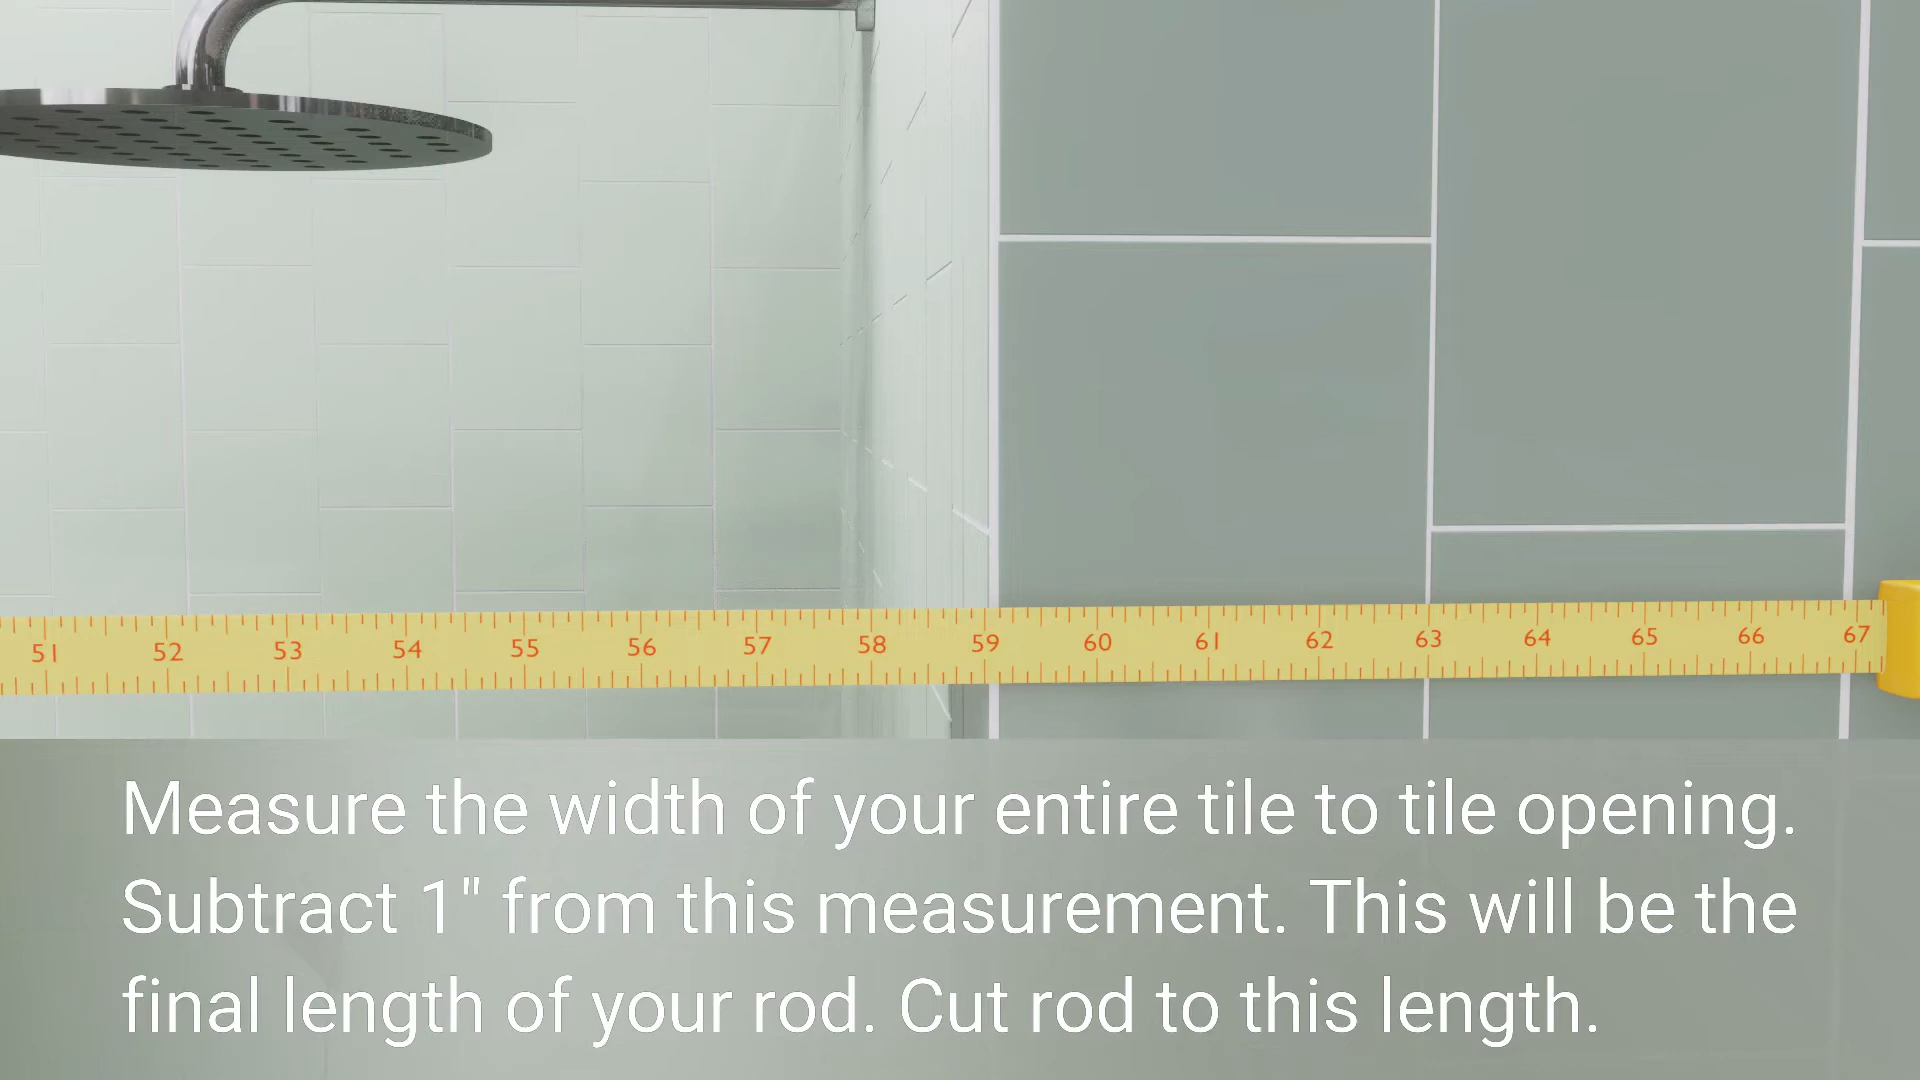 51 52 53 54 55 56 57 58 59 60 61 62 63 64 65 66 67
Measure the width of your entire tile to tile opening.
Subtract 1" from this measurement. This will be the
final length of your rod. Cut rod to this length.